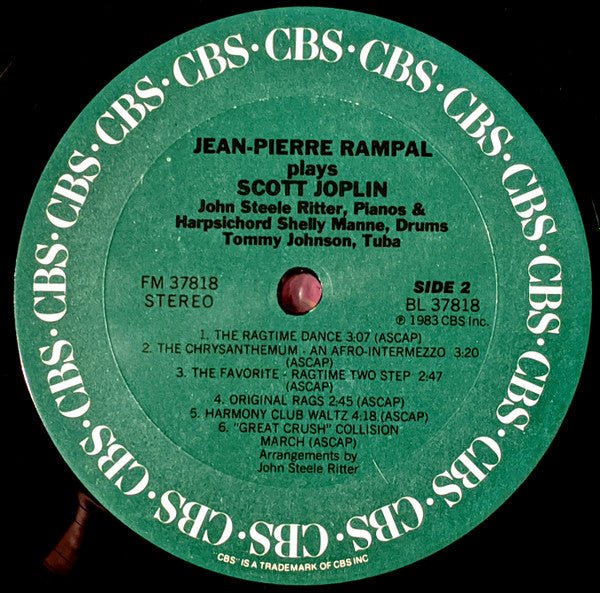 CBS · CBS · CBS · CBS · CBS · CBS · CBS · CBS · CBS · CBS · CBS · CBS · CBS · CBS · CBS · CBS · CBS · CBS
JEAN-PIERRE RAMPAL
plays
SCOTT JOPLIN
John Steele Ritter, Pianos &
Harpsichord Shelly Manne, Drums
Tommy Johnson, Tuba
FM 37818
STEREO
SIDE 2
BL 37818
℗ 1983 CBS Inc.
1. THE RAGTIME DANCE 3:07 (ASCAP)
2. THE CHRYSANTHEMUM - AN AFRO-INTERMEZZO 3:20
(ASCAP)
3. THE FAVORITE - RAGTIME TWO STEP 2:47
(ASCAP)
4. ORIGINAL RAGS 2:45 (ASCAP)
5. HARMONY CLUB WALTZ 4:18 (ASCAP)
6. "GREAT CRUSH" COLLISION
MARCH (ASCAP)
Arrangements by
John Steele Ritter
"CBS" IS A TRADEMARK OF CBS INC